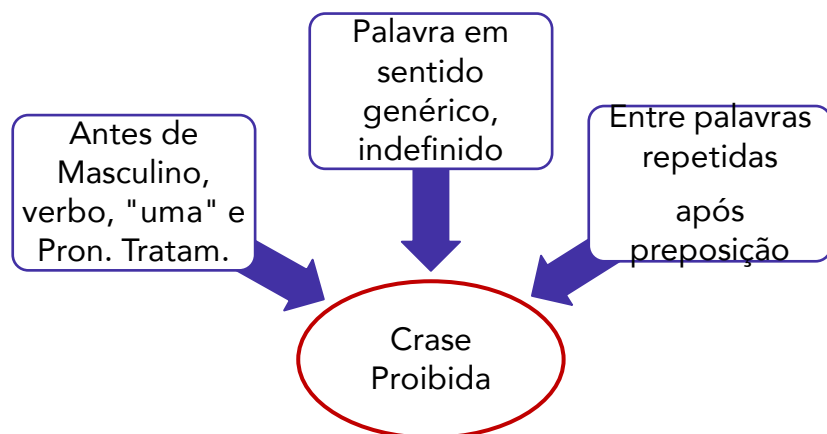 Antes de
Masculino,
verbo, "uma" e
Pron. Tratam.
Palavra em
sentido
genérico,
indefinido
Entre palavras
repetidas
após
preposição
Crase
Proibida